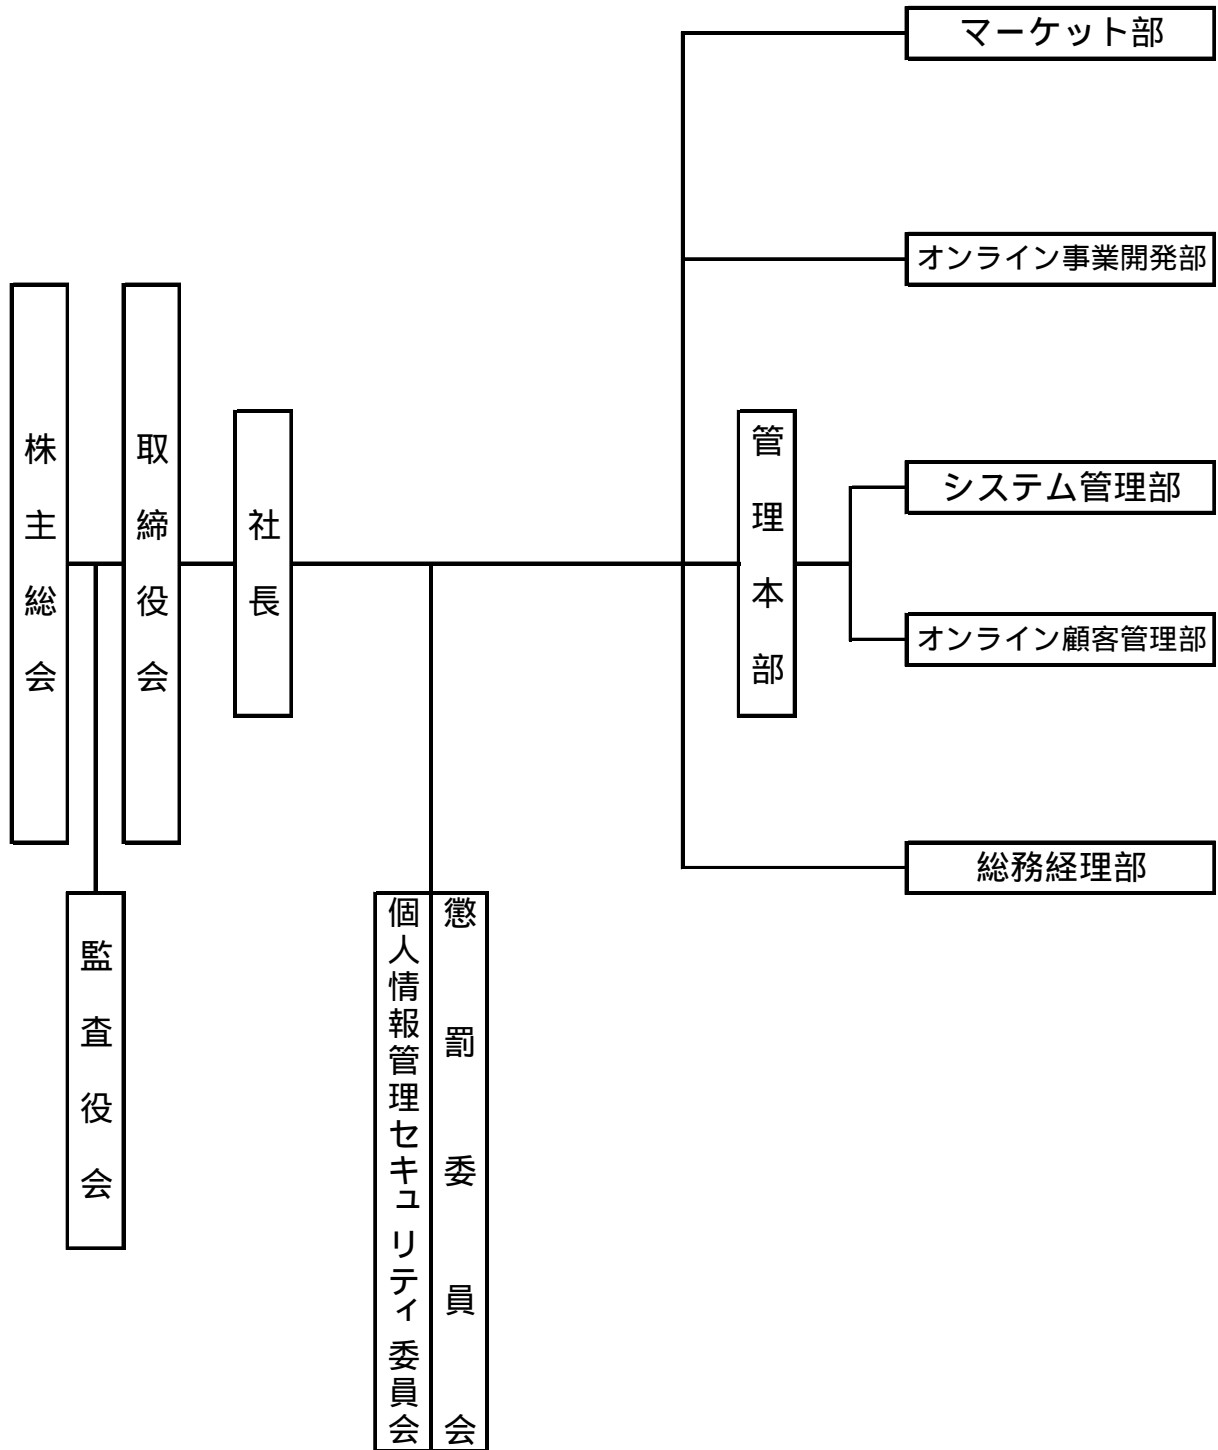 マーケット部
オンライン事業開発部
株主総会
取締役会
社長
管理本部
システム管理部
オンライン顧客管理部
総務経理部
監査役会
個人情報管理セキュリティ委員会
懲罰委員会